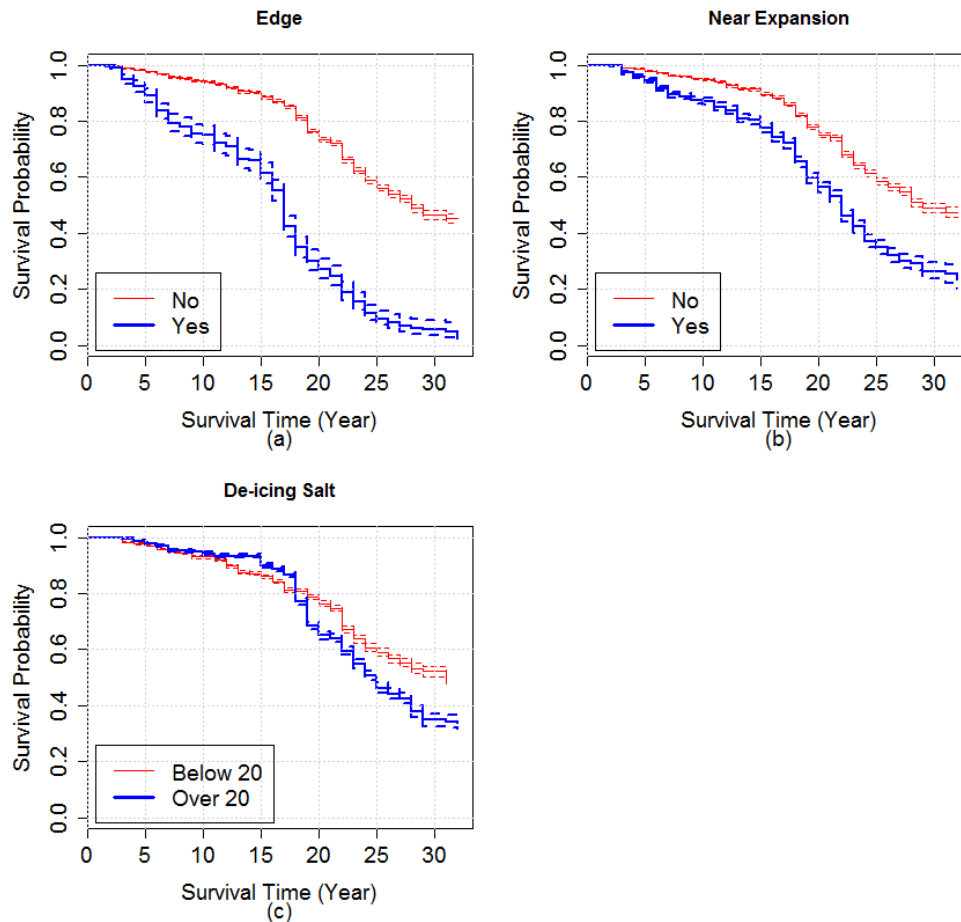 Edge
Survival Probability
0.0 0.2 0.4 0.6 0.8 1.0
No
Yes
0 5 10 15 20 25 30
Survival Time (Year)
(a)
Near Expansion
Survival Probability
0.0 0.2 0.4 0.6 0.8 1.0
No
Yes
0 5 10 15 20 25 30
Survival Time (Year)
(b)
De-icing Salt
Survival Probability
0.0 0.2 0.4 0.6 0.8 1.0
Below 20
Over 20
0 5 10 15 20 25 30
Survival Time (Year)
(c)